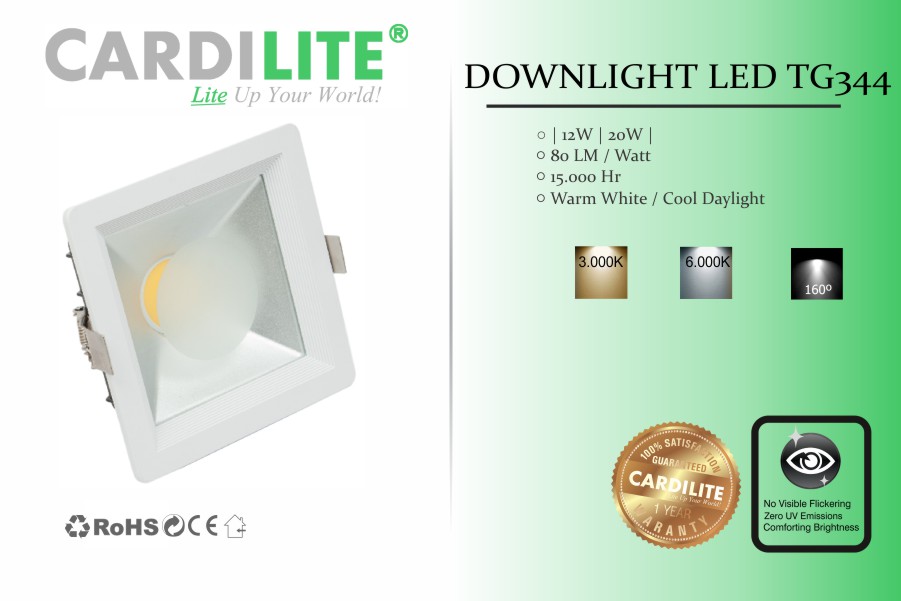 CARDILITE®
Lite Up Your World!
DOWNLIGHT LED TG344
| 12W | 20W |
80 LM / Watt
15.000 Hr
Warm White / Cool Daylight
3.000K
6.000K
160º
RoHS CE
100% SATISFACTION
GUARANTEED
CARDILITE
Lite Up Your World!
1 YEAR
WARANTY
No Visible Flickering
Zero UV Emissions
Comforting Brightness